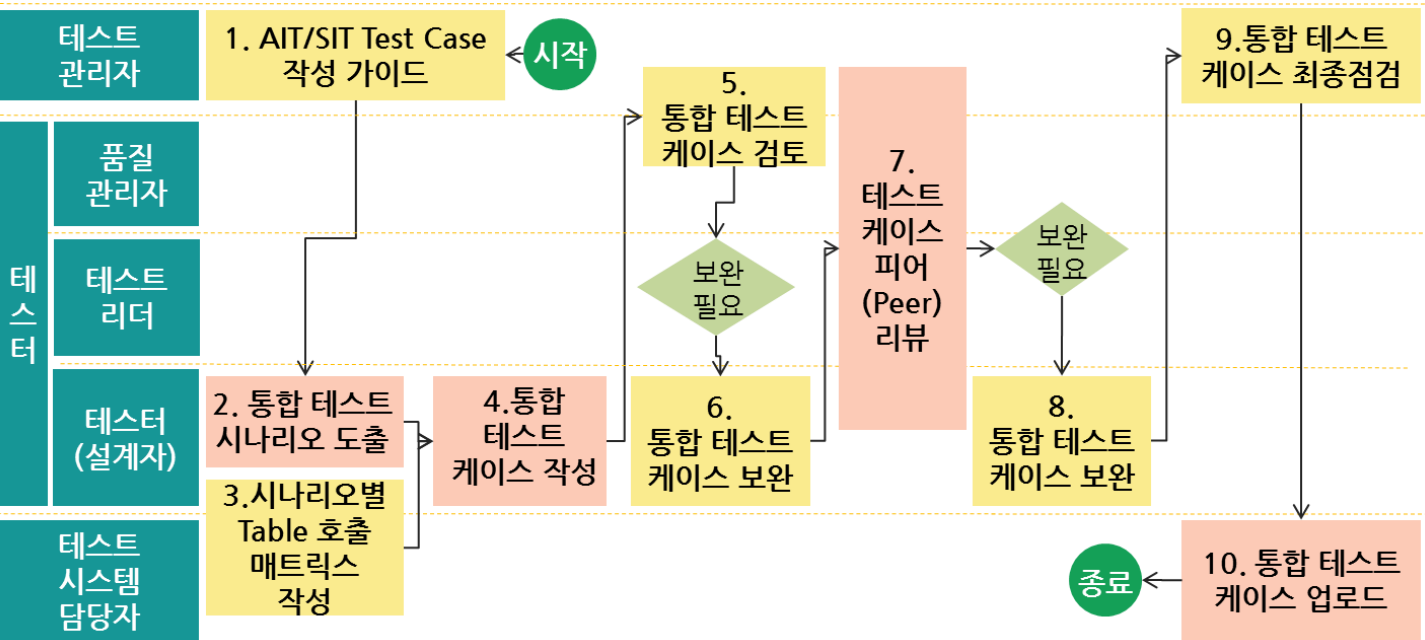 테스트
관리자
1. AIT/SIT Test Case
작성 가이드
시작
5.
통합 테스트
케이스 검토
7.
테스트
케이스
피어
(Peer)
리뷰
9.통합 테스트
케이스 최종점검
테
스
터
품질
관리자
테스트
리더
보완
필요
보완
필요
테스터
(설계자)
2. 통합 테스트
시나리오 도출
4.통합
테스트
케이스 작성
6.
통합 테스트
케이스 보완
8.
통합 테스트
케이스 보완
3.시나리오별
Table 호출
매트릭스
작성
테스트
시스템
담당자
종료
10. 통합 테스트
케이스 업로드